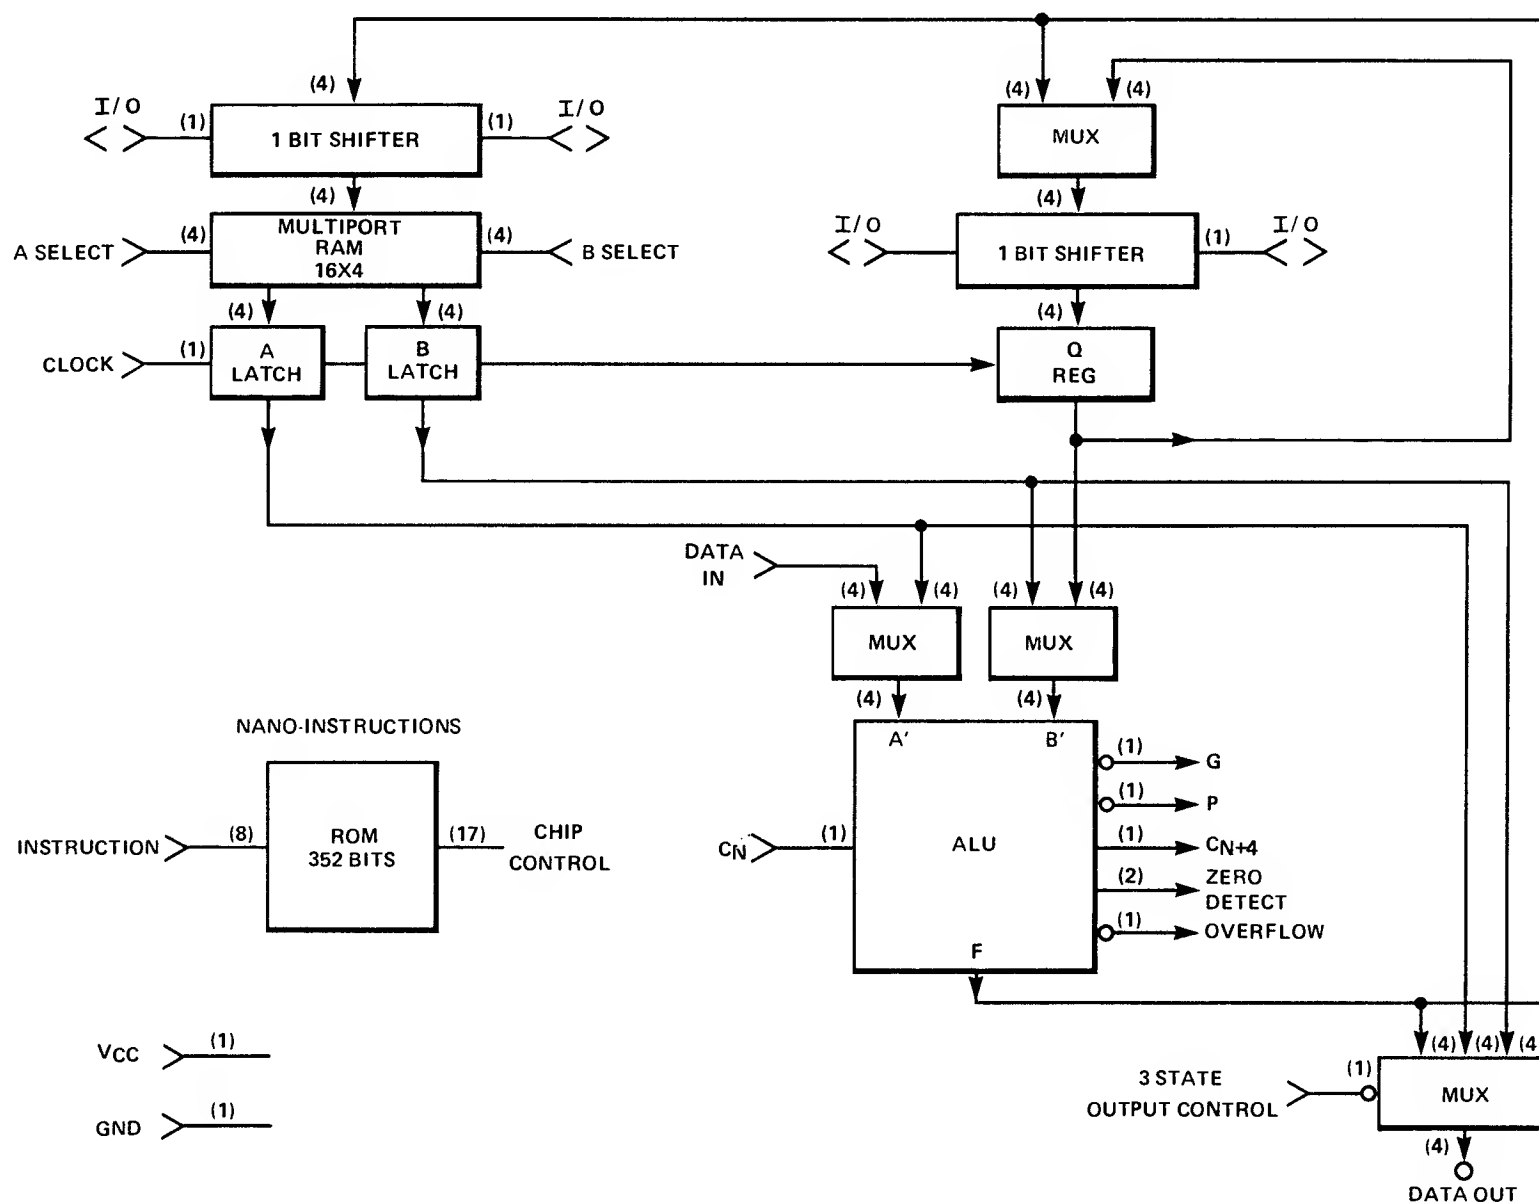 (4)
(4)
(4)
I/O
(1)
1 BIT SHIFTER
(1)
I/O
MUX
(4)
(4)
A SELECT
(4)
MULTIPORT
RAM
16X4
(4)
B SELECT
I/O
1 BIT SHIFTER
(1)
I/O
(4)
(4)
(4)
CLOCK
(1)
A
LATCH
B
LATCH
Q
REG
DATA
IN
(4)
(4)
(4)
(4)
MUX
MUX
(4)
(4)
NANO-INSTRUCTIONS
A'
B'
(1)
G
(1)
P
INSTRUCTION
(8)
ROM
352 BITS
(17)
CHIP
CONTROL
CN
(1)
ALU
(1)
CN+4
(2)
ZERO
DETECT
(1)
OVERFLOW
F
VCC
(1)
(4)
(4)
(4
3 STATE
OUTPUT CONTROL
(1)
MUX
GND
(1)
(4)
DATA OUT